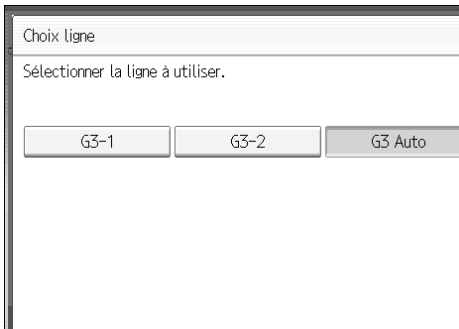 Choix ligne
Sélectionner la ligne à utiliser.
G3-1 G3-2 G3 Auto